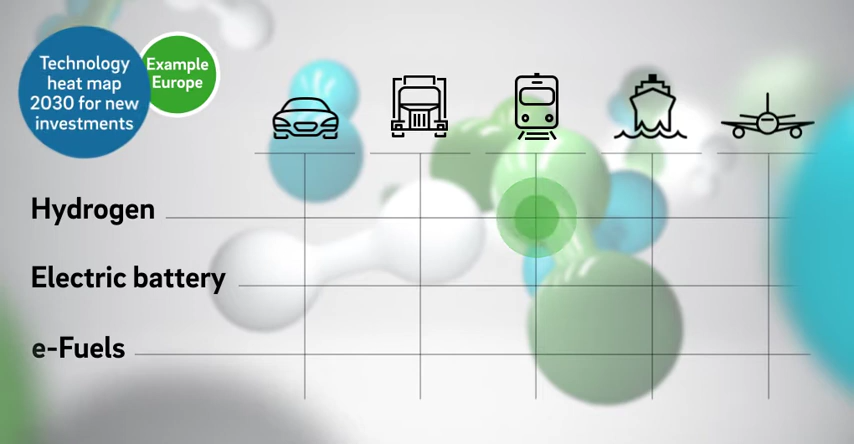 Technology
heat map
2030 for new
investments
Example
Europe
Hydrogen
Electric battery
e-Fuels